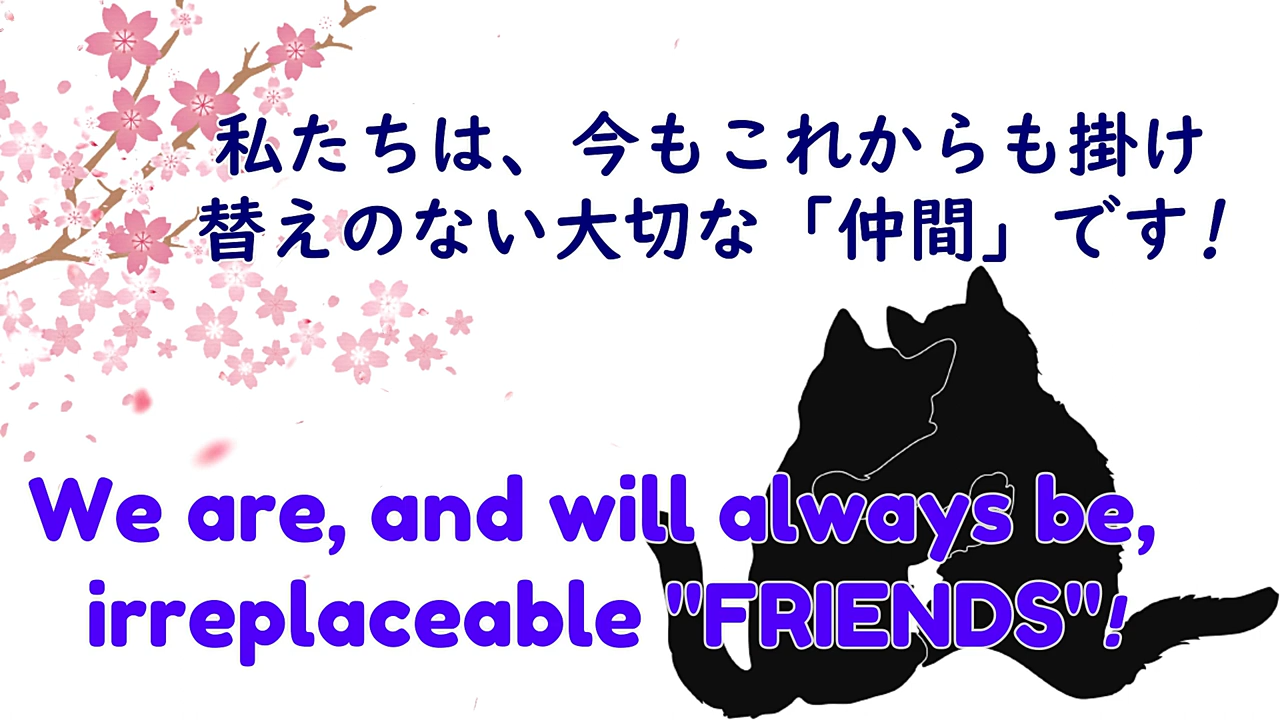 私たちは、今もこれからも掛け
替えのない大切な「仲間」です!
We are, and will always be,
irreplaceable "FRIENDS"!